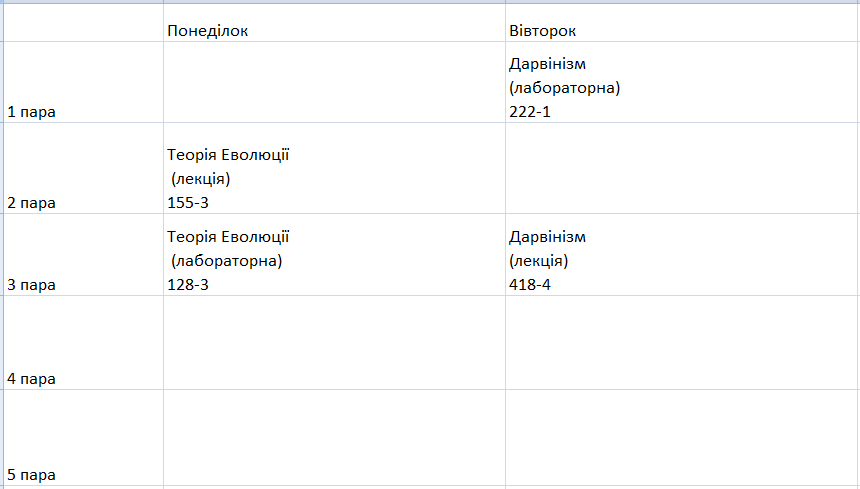 Понеділок
Вівторок
1 пара
Дарвінізм
(лабораторна)
222-1
2 пара
Теорія Еволюції
(лекція)
155-3
3 пара
Теорія Еволюції
(лабораторна)
128-3
Дарвінізм
(лекція)
418-4
4 пара
5 пара